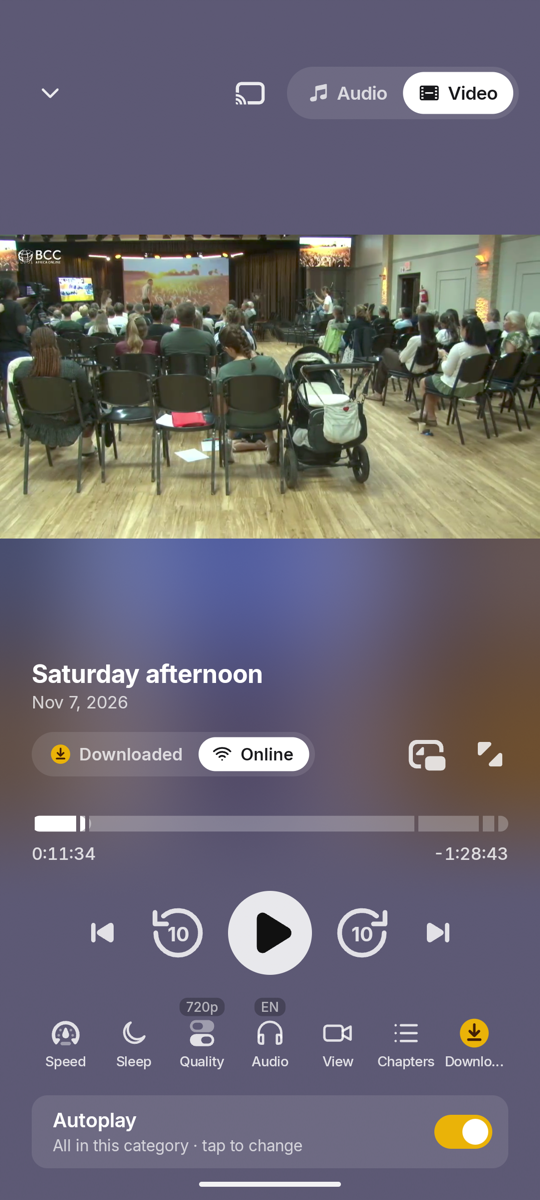 Audio
Video
BCC
Saturday afternoon
Nov 7, 2026
Downloaded
Online
0:11:34
-1:28:43
10
10
720p
EN
Speed
Sleep
Quality
Audio
View
Chapters
Downlo...
Autoplay
All in this category · tap to change